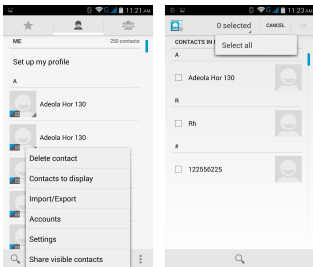 11:21 AM
ME
250 contacts
Set up my profile
A
Adeola Hor 130
Adeola Hor 130
Delete contact
Contacts to display
Import/Export
Accounts
Settings
Share visible contacts
11:23 AM
0 selected
CANCEL
OK
CONTACTS IN
Select all
A
Adeola Hor 130
R
Rh
#
122556225